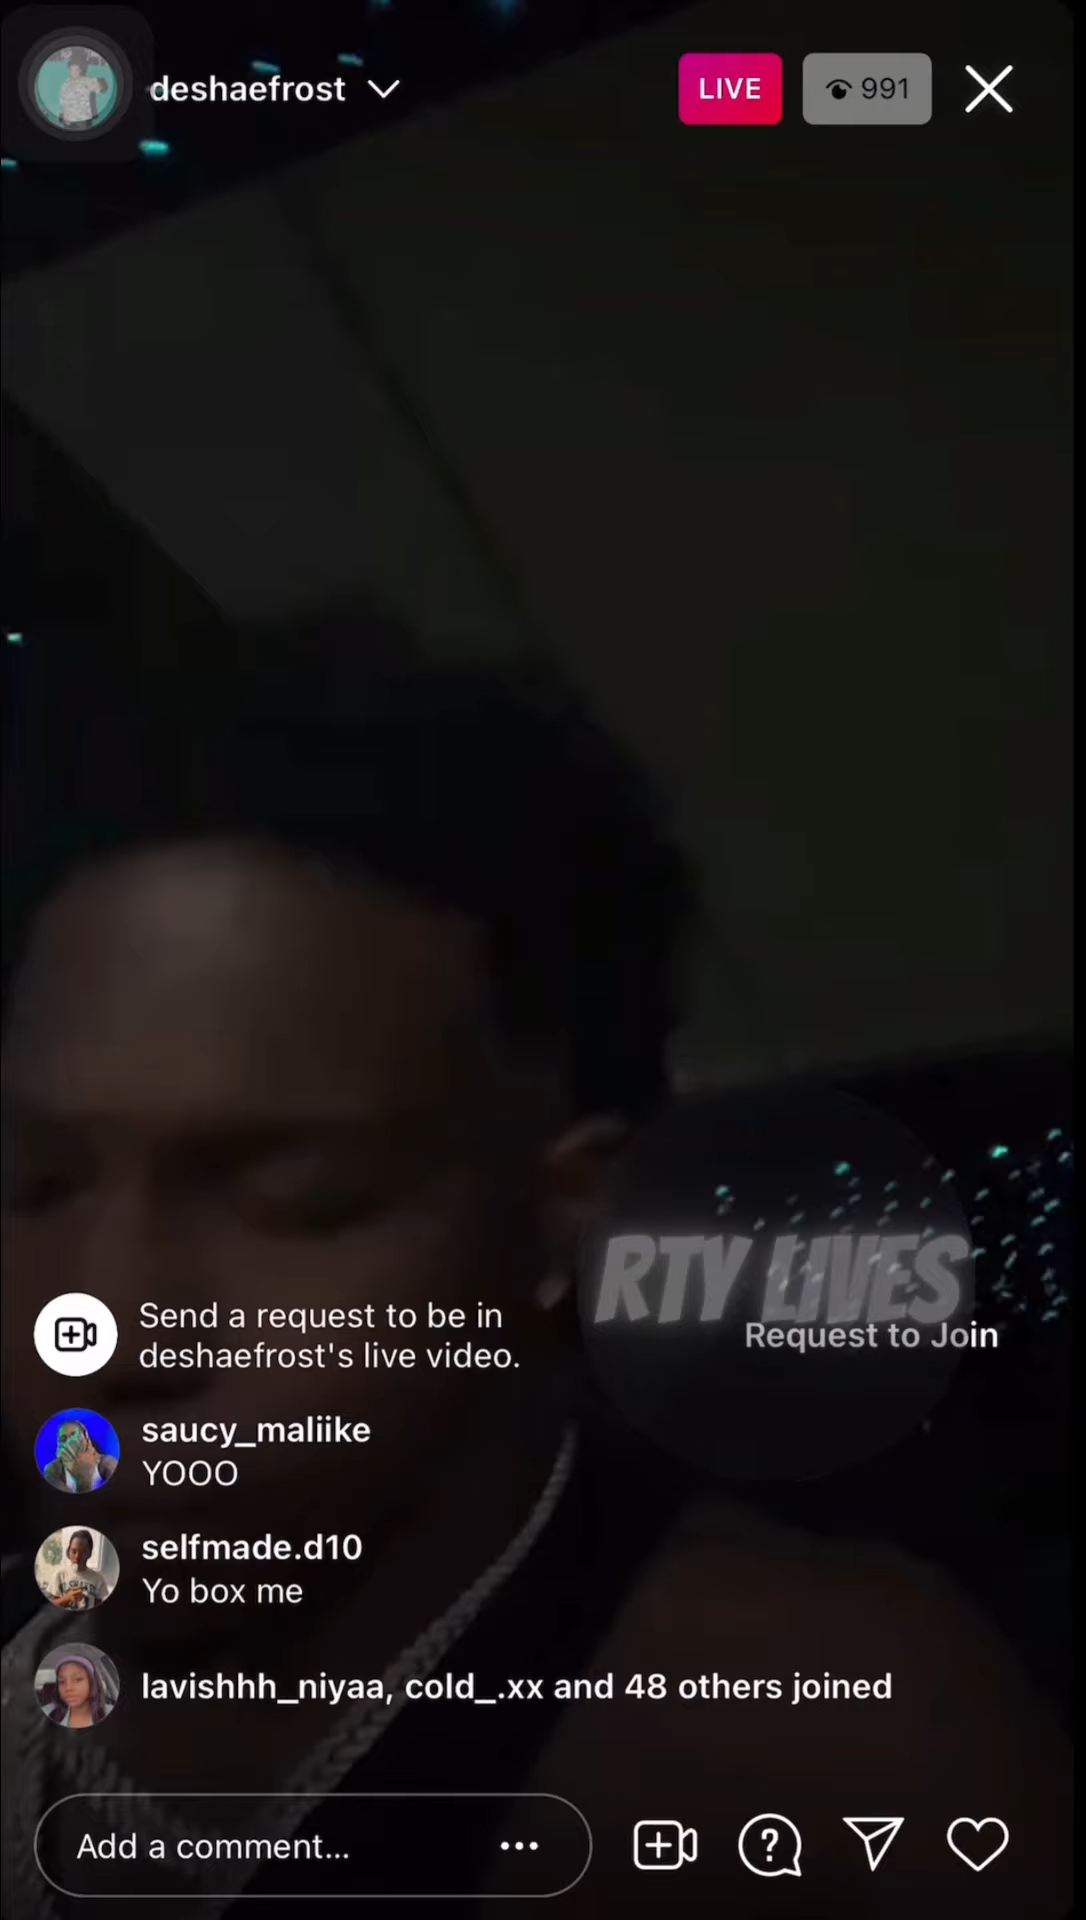 deshaefrost
LIVE
991
RTY LIVES
Send a request to be in
deshaefrost's live video.
Request to Join
saucy_maliike
YOOO
selfmade.d10
Yo box me
lavishhh_niyaa, cold_.xx and 48 others joined
Add a comment...